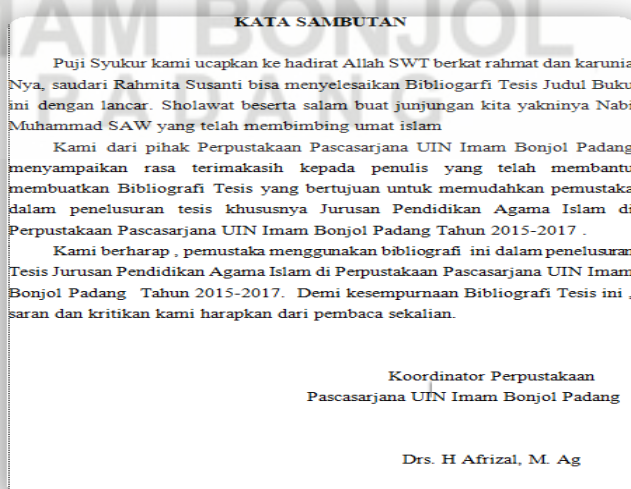 IMAM BONJOL
PADANG
KATA SAMBUTAN
Puji Syukur kami ucapkan ke hadirat Allah SWT berkat rahmat dan karunia
Nya, saudari Rahmita Susanti bisa menyelesaikan Bibliogarfi Tesis Judul Buku
ini dengan lancar. Sholawat beserta salam buat junjungan kita yakninya Nabi
Muhammad SAW yang telah membimbing umat islam
Kami dari pihak Perpustakaan Pascasarjana UIN Imam Bonjol Padang
menyampaikan rasa terimakasih kepada penulis yang telah membantu
membuatkan Bibliografi Tesis yang bertujuan untuk memudahkan pemustaka
dalam penelusuran tesis khususnya Jurusan Pendidikan Agama Islam di
Perpustakaan Pascasarjana UIN Imam Bonjol Padang Tahun 2015-2017 .
Kami berharap , pemustaka menggunakan bibliografi ini dalam penelusuran
Tesis Jurusan Pendidikan Agama Islam di Perpustakaan Pascasarjana UIN Imam
Bonjol Padang Tahun 2015-2017. Demi kesempurnaan Bibliografi Tesis ini ,
saran dan kritikan kami harapkan dari pembaca sekalian.
Koordinator Perpustakaan
Pascasarjana UIN Imam Bonjol Padang
Drs. H Afrizal, M. Ag